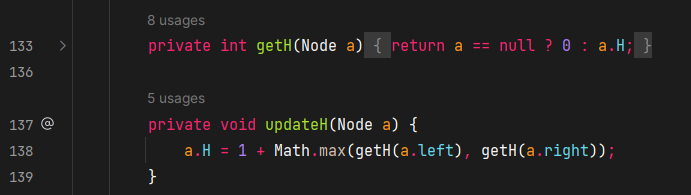 8 usages
133 > private int getH(Node a) { return a == null ? 0 : a.H; }
136
5 usages
137 @ private void updateH(Node a) {
138 a.H = 1 + Math.max(getH(a.left), getH(a.right));
139 }